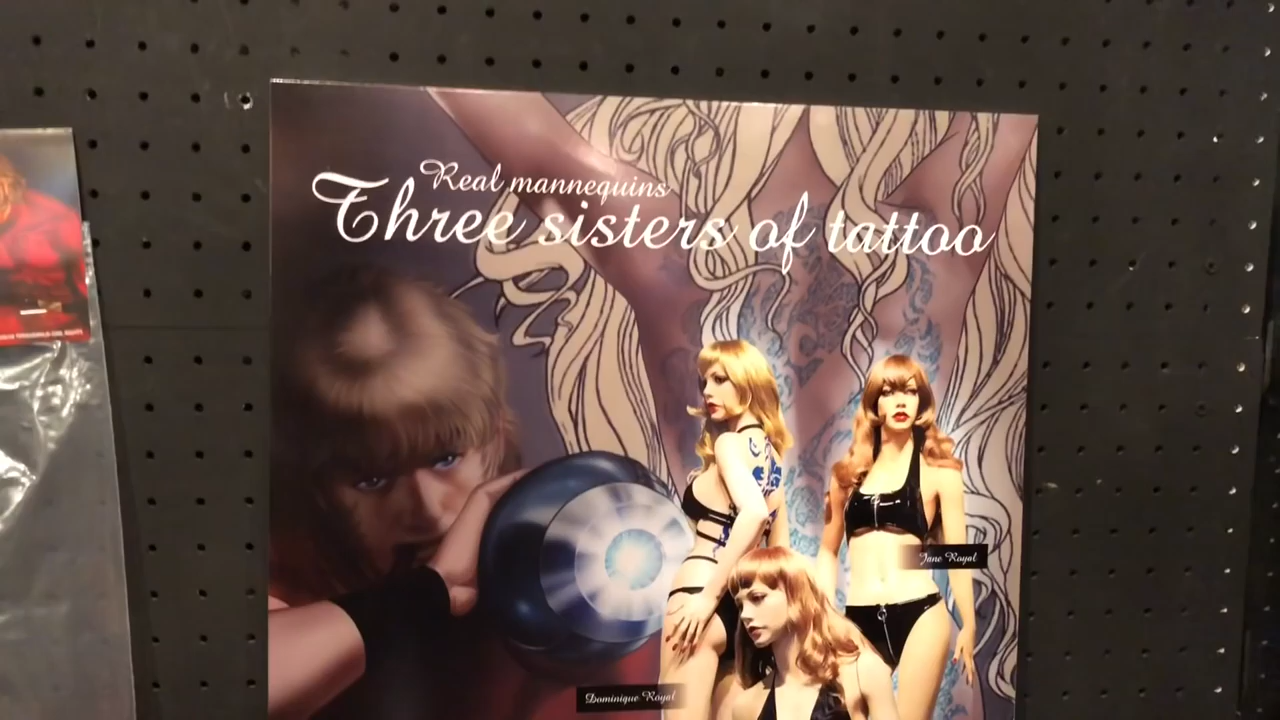 Real mannequins
Three sisters of tattoo
Jane Royal
Dominique Royal